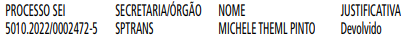 PROCESSO SEI SECRETARIA/ÓRGÃO NOME JUSTIFICATIVA
5010.2022/0002472-5 SPTRANS MICHELE THEML PINTO Devolvido